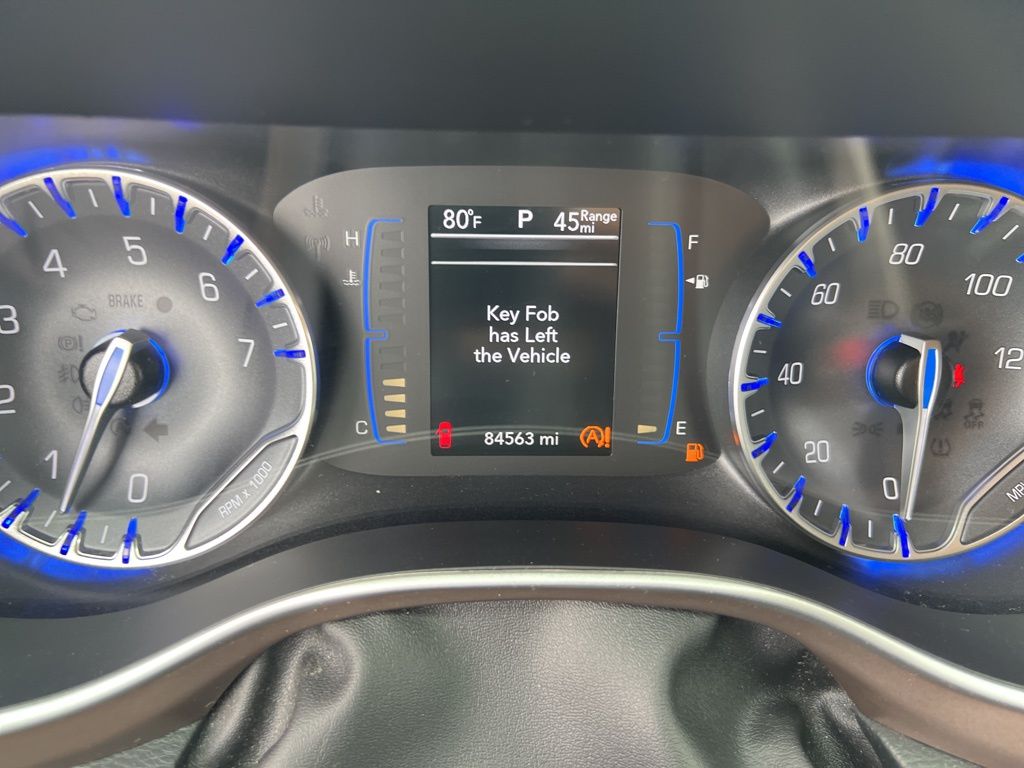 80°F P 45 Range mi
Key Fob
has Left
the Vehicle
84563 mi
A!
H
C
F
E
0
1
2
3
4
5
6
7
BRAKE
(P)!
RPM x 1000
0
20
40
60
80
100
12
OFF